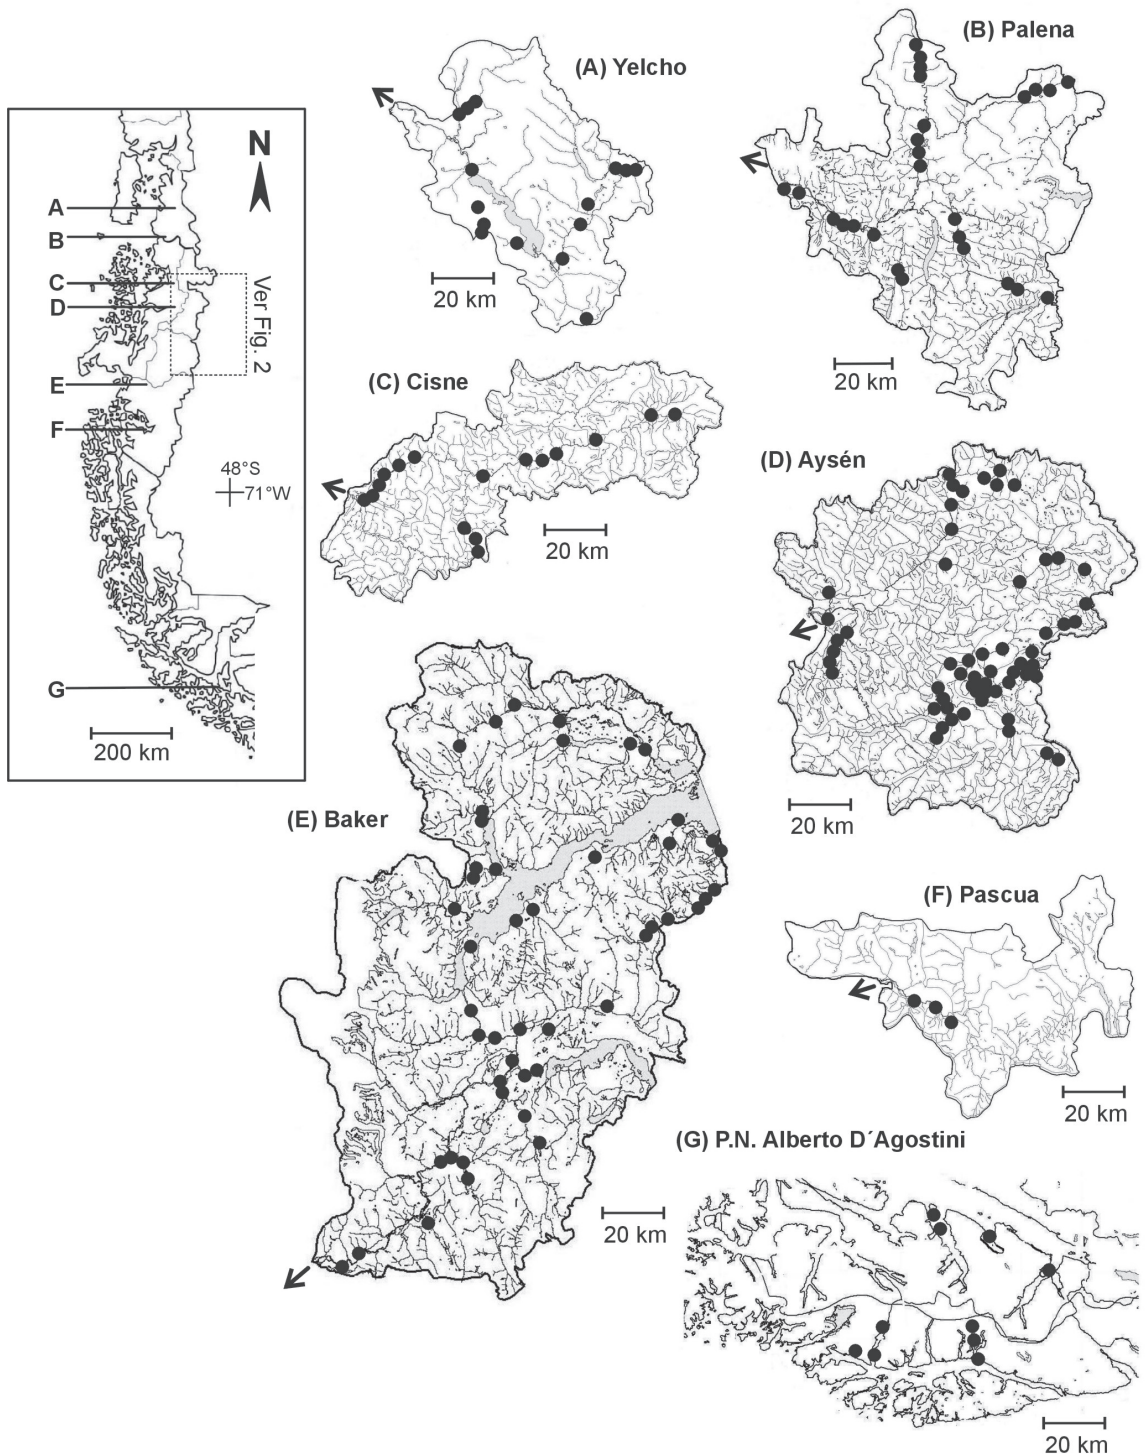 (A) Yelcho
20 km
(B) Palena
20 km
N
A
B
C
D
E
F
G
Ver Fig. 2
48°S
71°W
200 km
(C) Cisne
20 km
(D) Aysén
20 km
(E) Baker
20 km
(F) Pascua
20 km
(G) P.N. Alberto D´Agostini
20 km